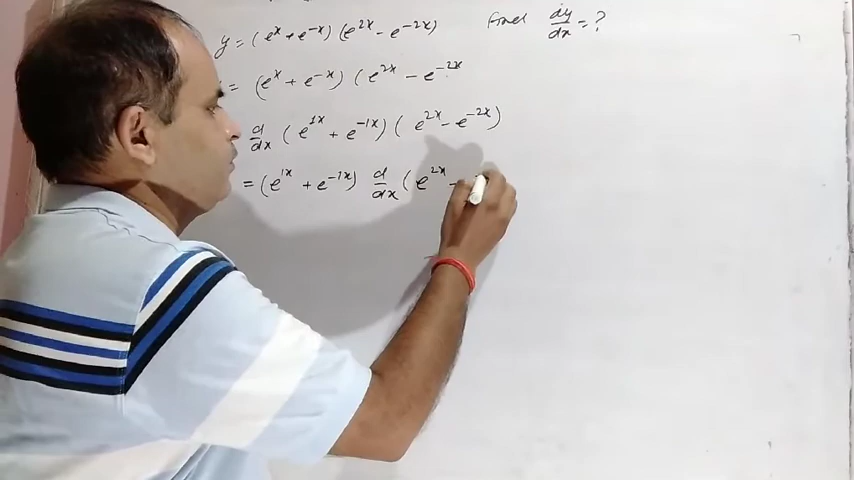 y = (e^x + e^-x) (e^2x - e^-2x) Find dy/dx = ?
= (e^x + e^-x) (e^2x - e^-2x
d/dx (e^1x + e^-1x) (e^2x - e^-2x)
= (e^1x + e^-1x) d/dx (e^2x -